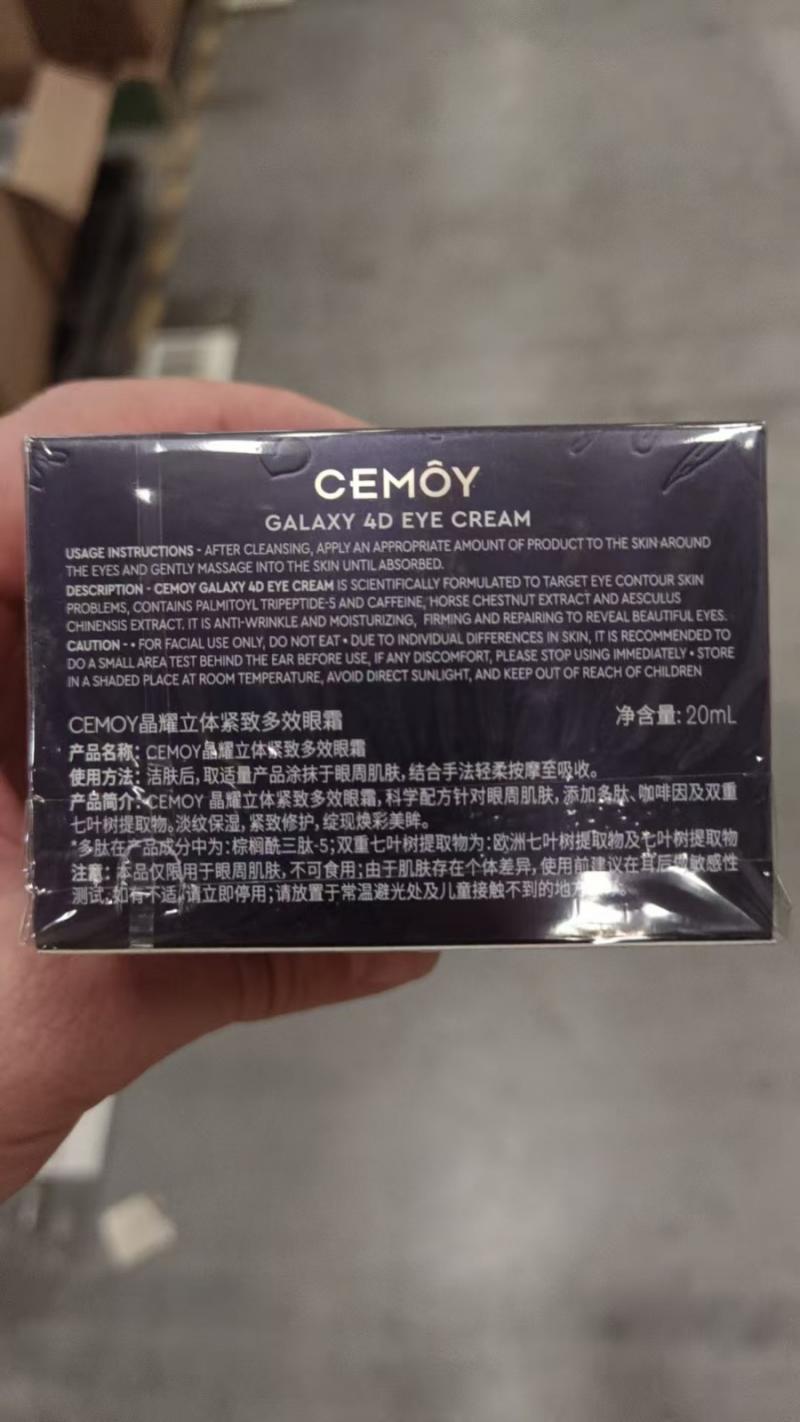 CEMÔY
GALAXY 4D EYE CREAM
USAGE INSTRUCTIONS - AFTER CLEANSING, APPLY AN APPROPRIATE AMOUNT OF PRODUCT TO THE SKIN AROUND
THE EYES AND GENTLY MASSAGE INTO THE SKIN UNTIL ABSORBED.
DESCRIPTION - CEMOY GALAXY 4D EYE CREAM IS SCIENTIFICALLY FORMULATED TO TARGET EYE CONTOUR SKIN
PROBLEMS, CONTAINS PALMITOYL TRIPEPTIDE-5 AND CAFFEINE, HORSE CHESTNUT EXTRACT AND AESCULUS
CHINENSIS EXTRACT. IT IS ANTI-WRINKLE AND MOISTURIZING, FIRMING AND REPAIRING TO REVEAL BEAUTIFUL EYES.
CAUTION - • FOR FACIAL USE ONLY, DO NOT EAT • DUE TO INDIVIDUAL DIFFERENCES IN SKIN, IT IS RECOMMENDED TO
DO A SMALL AREA TEST BEHIND THE EAR BEFORE USE, IF ANY DISCOMFORT, PLEASE STOP USING IMMEDIATELY • STORE
IN A SHADED PLACE AT ROOM TEMPERATURE, AVOID DIRECT SUNLIGHT, AND KEEP OUT OF REACH OF CHILDREN
CEMOY晶耀立体紧致多效眼霜 净含量: 20mL
产品名称: CEMOY晶耀立体紧致多效眼霜
使用方法: 洁肤后, 取适量产品涂抹于眼周肌肤, 结合手法轻柔按摩至吸收。
产品简介: CEMOY 晶耀立体紧致多效眼霜, 科学配方针对眼周肌肤, 添加多肽、咖啡因及双重
七叶树提取物。淡纹保湿, 紧致修护, 绽现焕彩美眸。
*多肽在产品成分中为: 棕榈酰三肽-5; 双重七叶树提取物为: 欧洲七叶树提取物及七叶树提取物
注意: 本品仅限用于眼周肌肤, 不可食用; 由于肌肤存在个体差异, 使用前建议在耳后做敏感性
测试, 如有不适, 请立即停用; 请放置于常温避光处及儿童接触不到的地